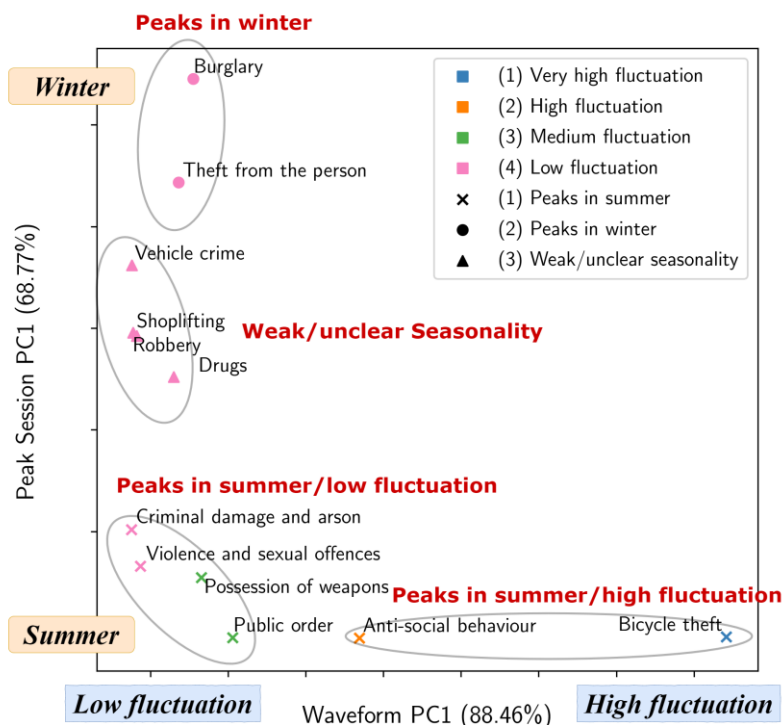 Peaks in winter
Winter
Burglary
Theft from the person
(1) Very high fluctuation
(2) High fluctuation
(3) Medium fluctuation
(4) Low fluctuation
(1) Peaks in summer
(2) Peaks in winter
(3) Weak/unclear seasonality
Peak Session PC1 (68.77%)
Vehicle crime
Shoplifting
Robbery
Drugs
Weak/unclear Seasonality
Peaks in summer/low fluctuation
Criminal damage and arson
Violence and sexual offences
Possession of weapons
Public order
Peaks in summer/high fluctuation
Anti-social behaviour
Bicycle theft
Summer
Low fluctuation
Waveform PC1 (88.46%)
High fluctuation